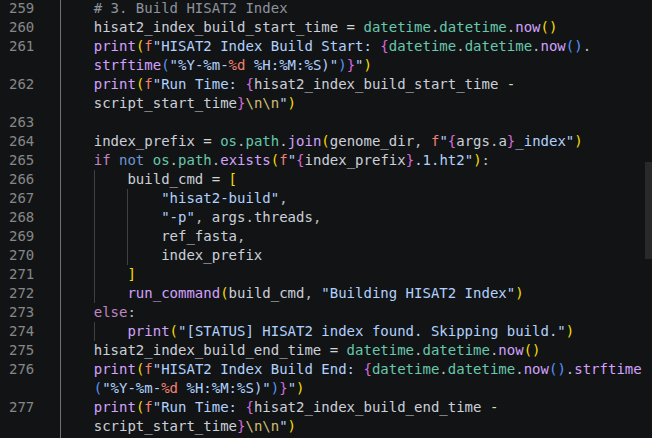 259 # 3. Build HISAT2 Index
260 hisat2_index_build_start_time = datetime.datetime.now()
261 print(f"HISAT2 Index Build Start: {datetime.datetime.now().
strftime("%Y-%m-%d %H:%M:%S)")}")
262 print(f"Run Time: {hisat2_index_build_start_time -
script_start_time}\n\n")
263
264 index_prefix = os.path.join(genome_dir, f"{args.a}_index")
265 if not os.path.exists(f"{index_prefix}.1.ht2"):
266 build_cmd = [
267 "hisat2-build",
268 "-p", args.threads,
269 ref_fasta,
270 index_prefix
271 ]
272 run_command(build_cmd, "Building HISAT2 Index")
273 else:
274 print("[STATUS] HISAT2 index found. Skipping build.")
275 hisat2_index_build_end_time = datetime.datetime.now()
276 print(f"HISAT2 Index Build End: {datetime.datetime.now().strftime
("%Y-%m-%d %H:%M:%S)")}")
277 print(f"Run Time: {hisat2_index_build_end_time -
script_start_time}\n\n")